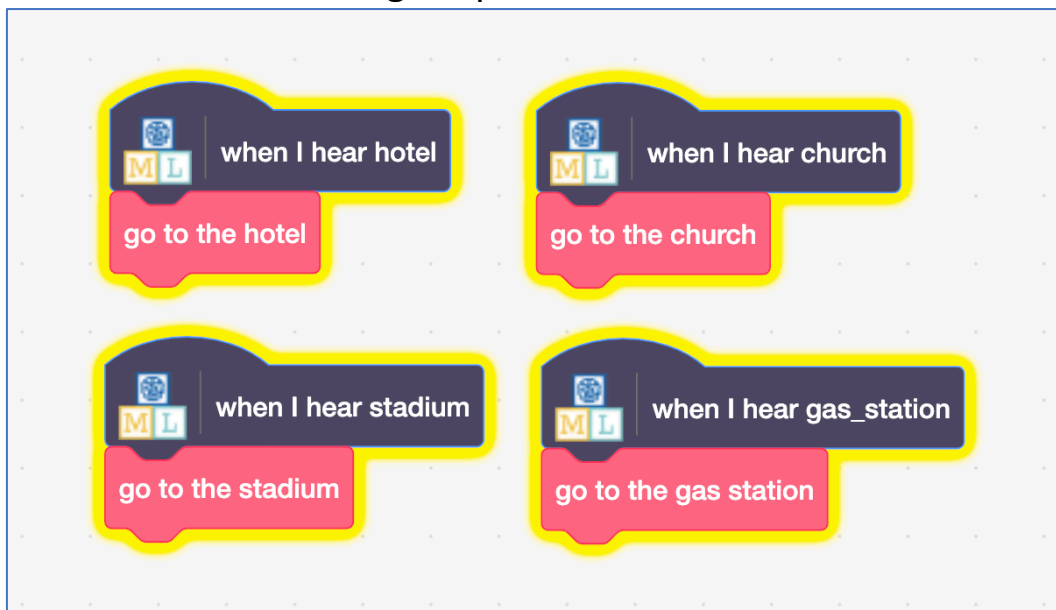 M L when I hear hotel
go to the hotel
M L when I hear church
go to the church
M L when I hear stadium
go to the stadium
M L when I hear gas_station
go to the gas station